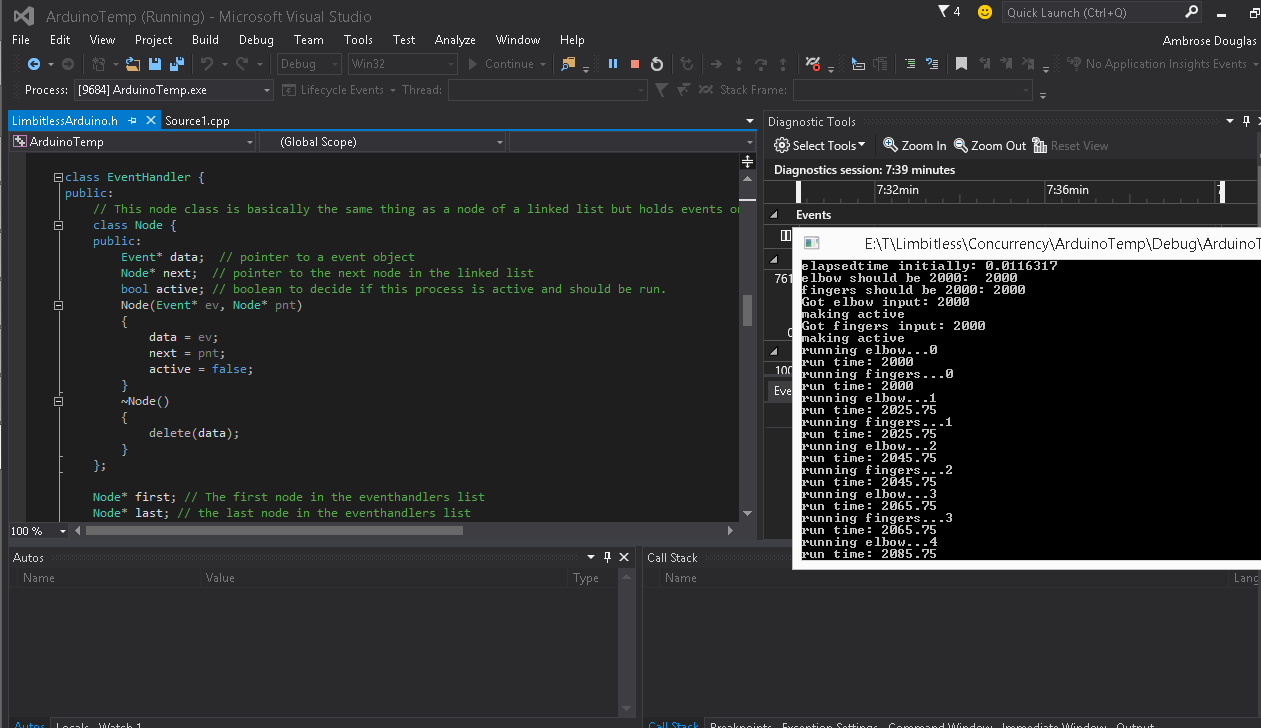 ArduinoTemp (Running) - Microsoft Visual Studio
4
Quick Launch (Ctrl+Q)
File Edit View Project Build Debug Team Tools Test Analyze Window Help
Ambrose Douglas
Debug Win32 Continue No Application Insights Events
Process: [9684] ArduinoTemp.exe Lifecycle Events Thread: Stack Frame:
LimbitlessArduino.h Source1.cpp
ArduinoTemp (Global Scope)
class EventHandler {
public:
// This node class is basically the same thing as a node of a linked list but holds events
class Node {
public:
Event* data; // pointer to a event object
Node* next; // pointer to the next node in the linked list
bool active; // boolean to decide if this process is active and should be run.
Node(Event* ev, Node* pnt)
{
data = ev;
next = pnt;
active = false;
}
~Node()
{
delete(data);
}
};
Node* first; // The first node in the eventhandlers list
Node* last; // the last node in the eventhandlers list
100 %
Diagnostic Tools
Select Tools Zoom In Zoom Out Reset View
Diagnostics session: 7:39 minutes
7:32min 7:36min
Events
761
0
100
Eve
E:\T\Limbitless\Concurrency\ArduinoTemp\Debug\ArduinoT
elapsedtime initially: 0.0116317
elbow should be 2000:  2000
fingers should be 2000: 2000
Got elbow input: 2000
making active
Got fingers input: 2000
making active
running elbow...0
run time: 2000
running fingers...0
run time: 2000
running elbow...1
run time: 2025.75
running fingers...1
run time: 2025.75
running elbow...2
run time: 2045.75
running fingers...2
run time: 2045.75
running elbow...3
run time: 2065.75
running fingers...3
run time: 2065.75
running elbow...4
run time: 2085.75
Autos
Name Value Type
Call Stack
Name Lang
Autos Locals Watch 1
Call Stack Breakpoints Exception Settings Command Window Immediate Window Output